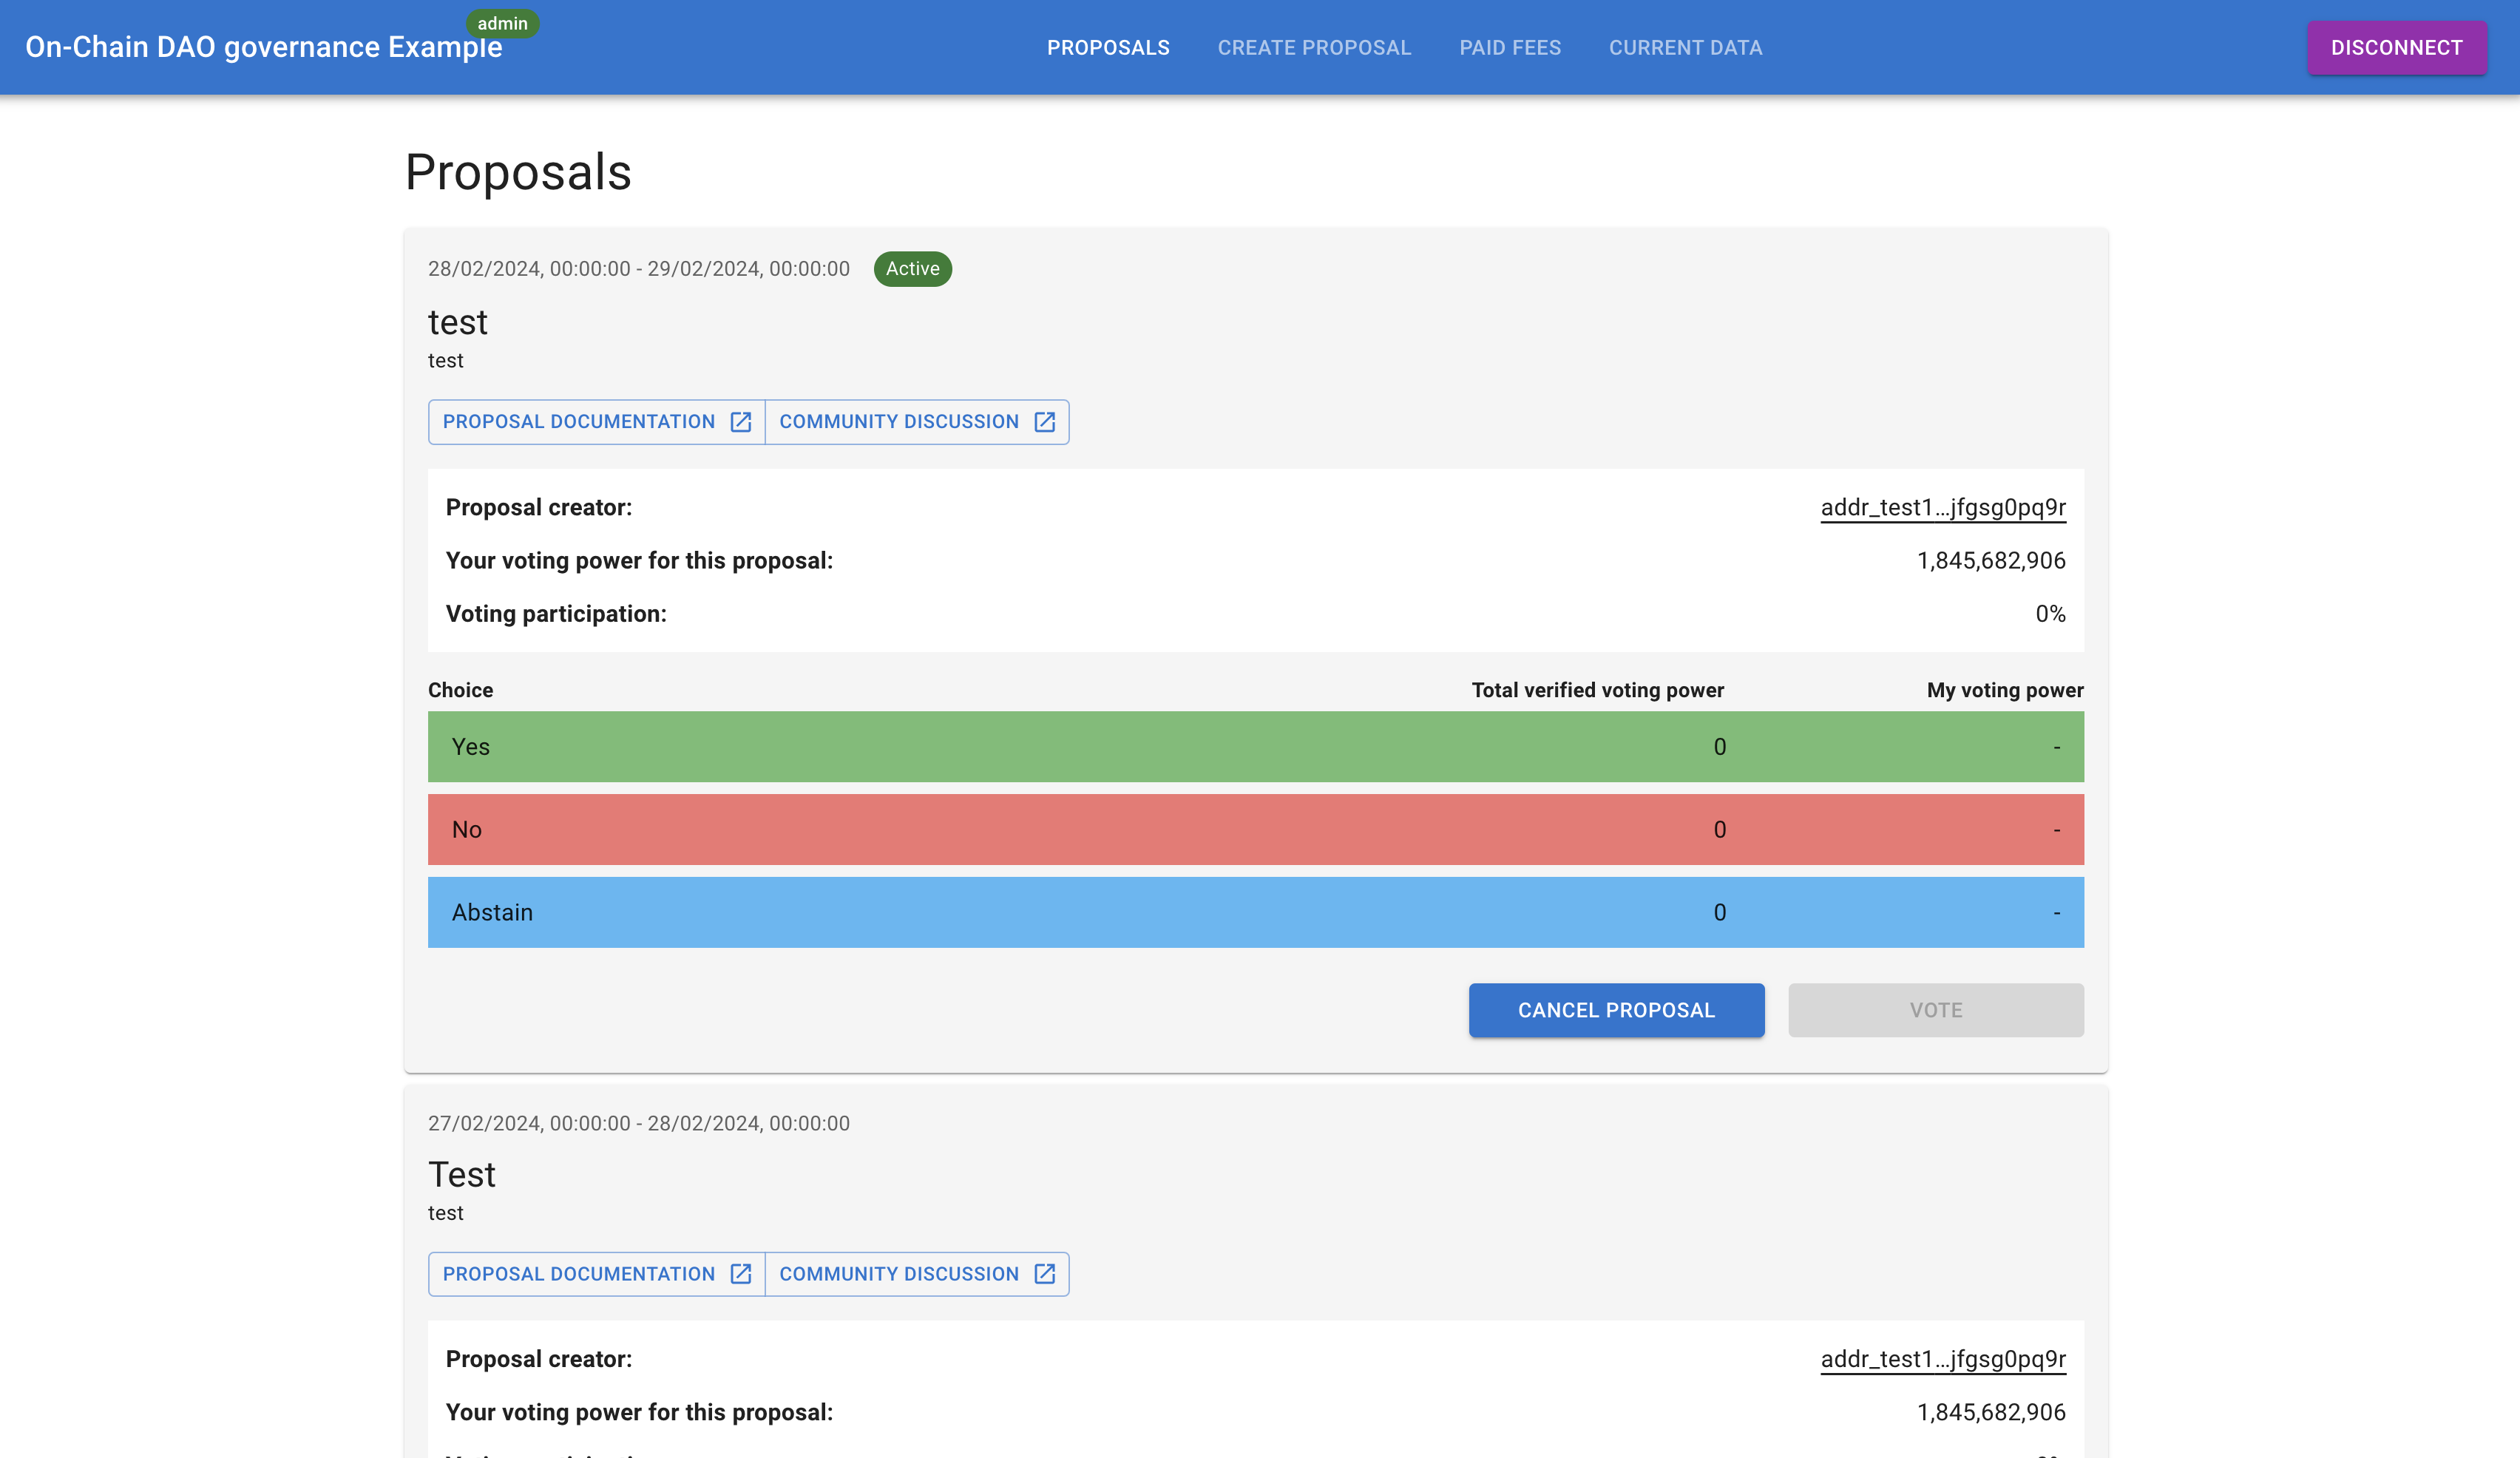 On-Chain DAO governance Example admin
PROPOSALS CREATE PROPOSAL PAID FEES CURRENT DATA DISCONNECT
Proposals
28/02/2024, 00:00:00 - 29/02/2024, 00:00:00 Active
test
test
PROPOSAL DOCUMENTATION COMMUNITY DISCUSSION
Proposal creator: addr_test1...jfgsg0pq9r
Your voting power for this proposal: 1,845,682,906
Voting participation: 0%
Choice Total verified voting power My voting power
Yes 0 -
No 0 -
Abstain 0 -
CANCEL PROPOSAL VOTE
27/02/2024, 00:00:00 - 28/02/2024, 00:00:00
Test
test
PROPOSAL DOCUMENTATION COMMUNITY DISCUSSION
Proposal creator: addr_test1...jfgsg0pq9r
Your voting power for this proposal: 1,845,682,906